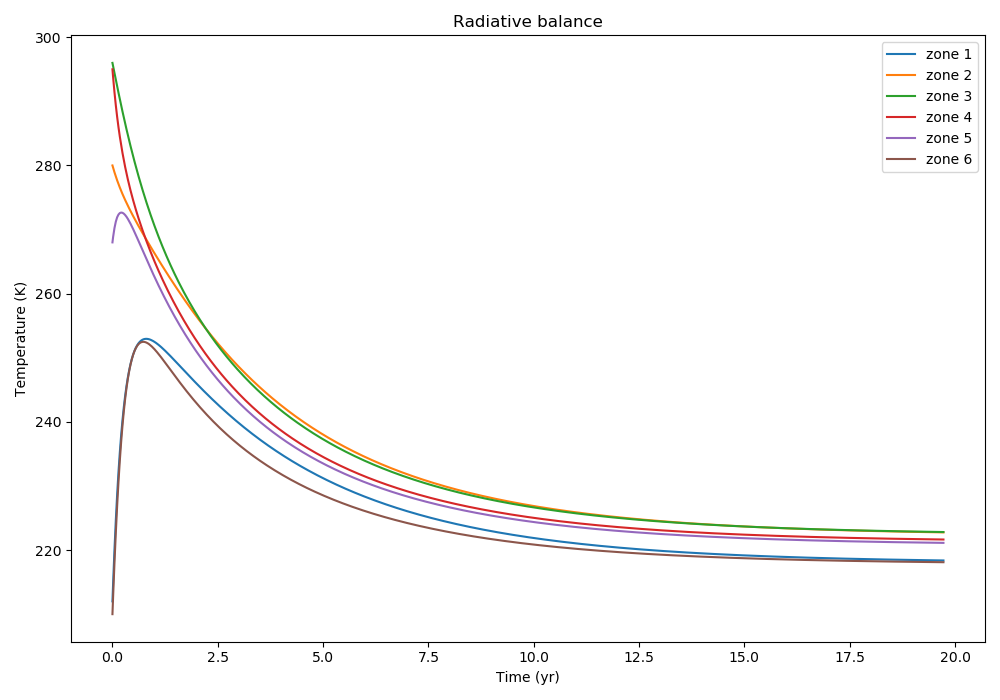 Radiative balance
300
280
260
240
220
Temperature (K)
zone 1
zone 2
zone 3
zone 4
zone 5
zone 6
0.0 2.5 5.0 7.5 10.0 12.5 15.0 17.5 20.0
Time (yr)